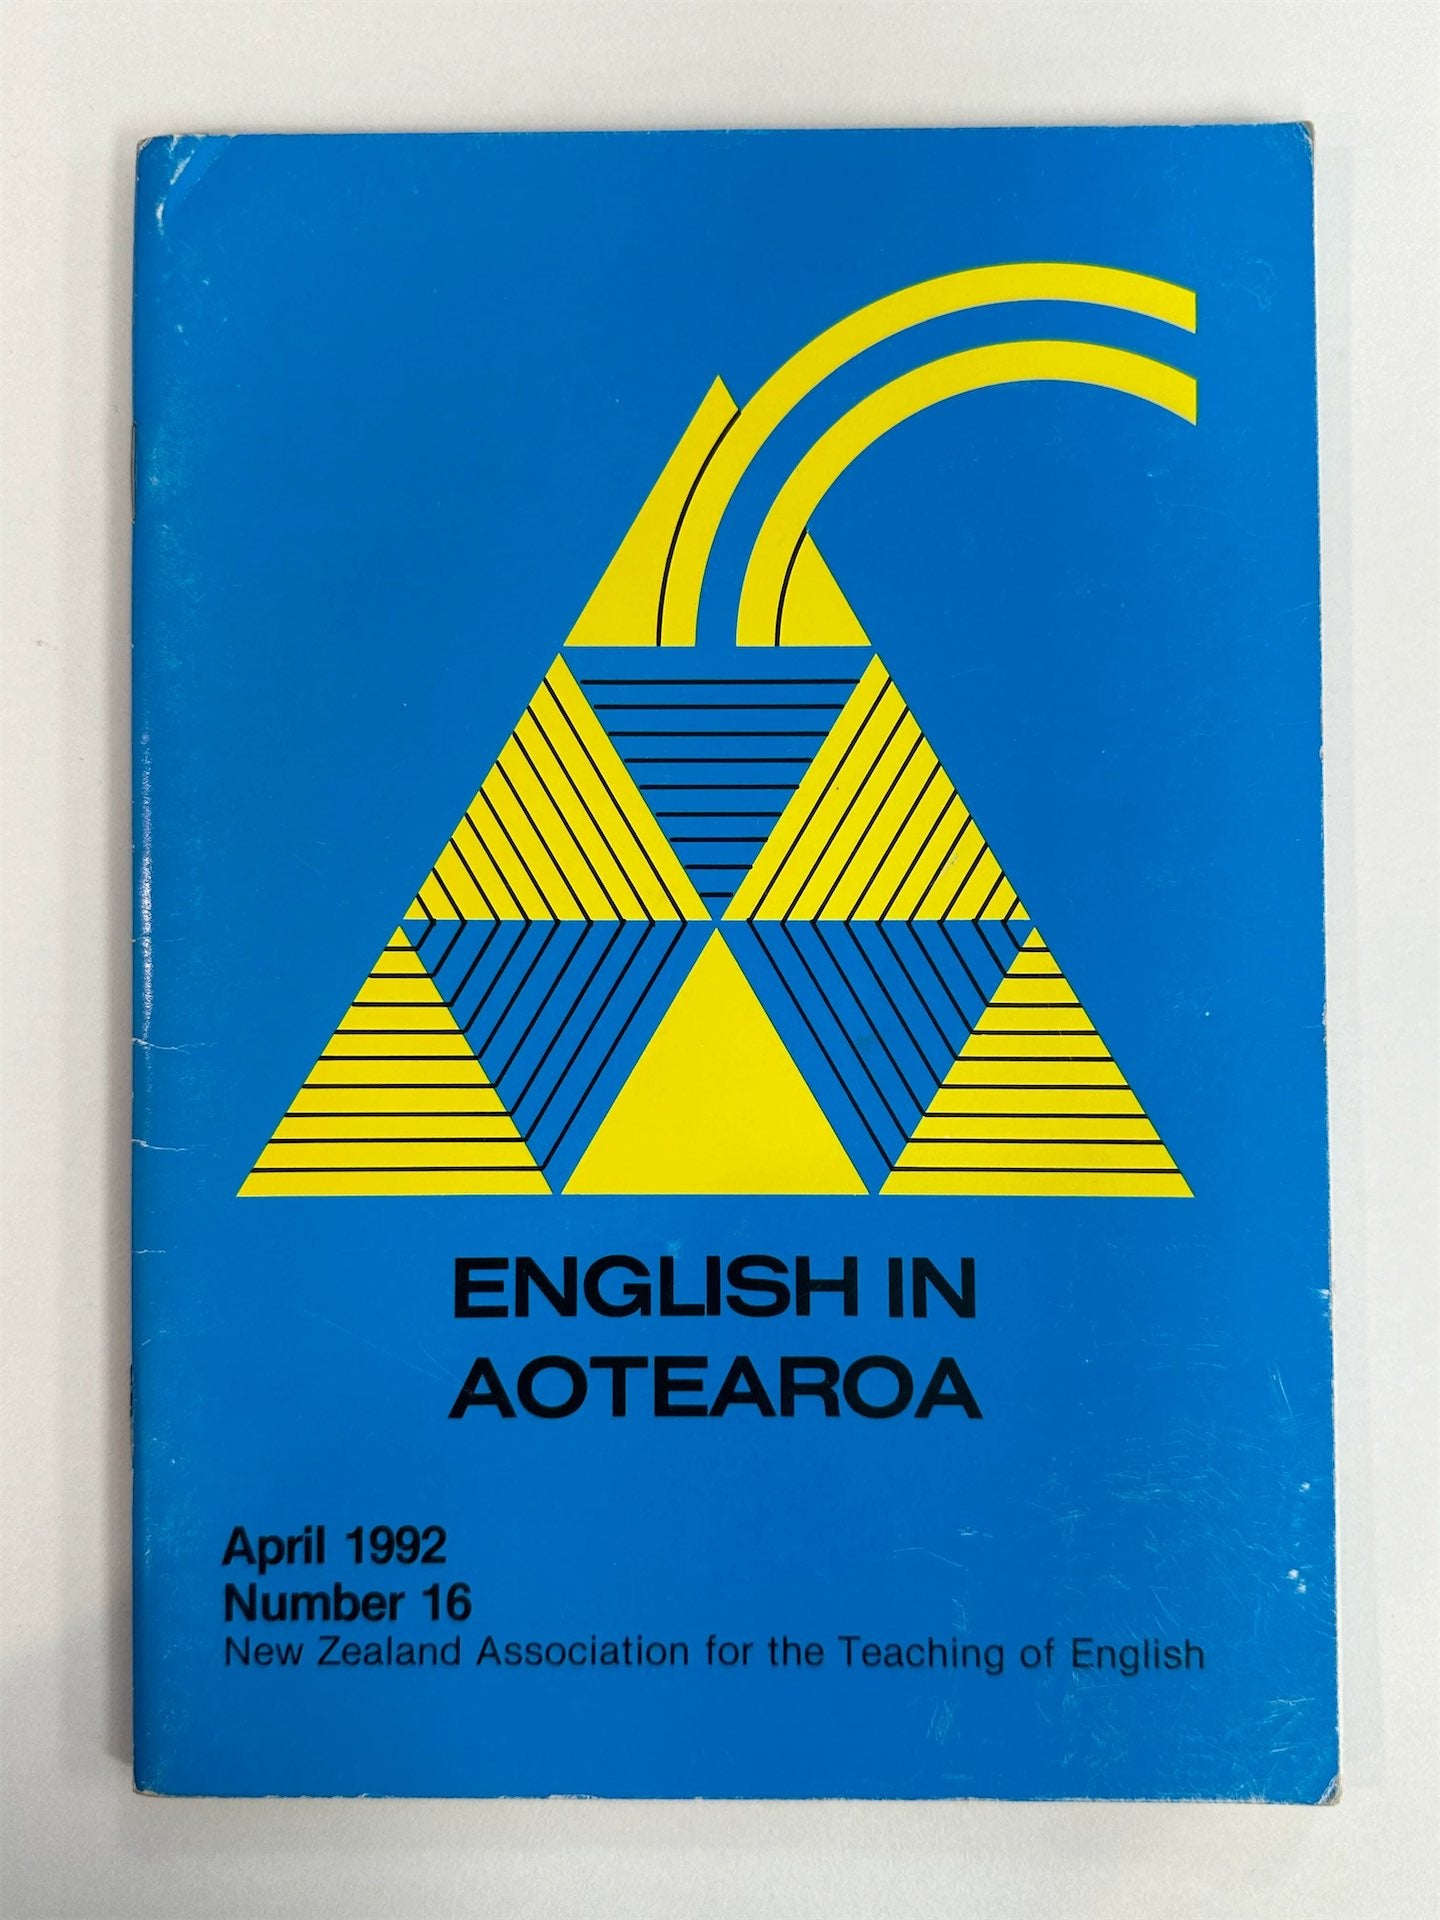 ENGLISH IN
AOTEAROA
April 1992
Number 16
New Zealand Association for the Teaching of English